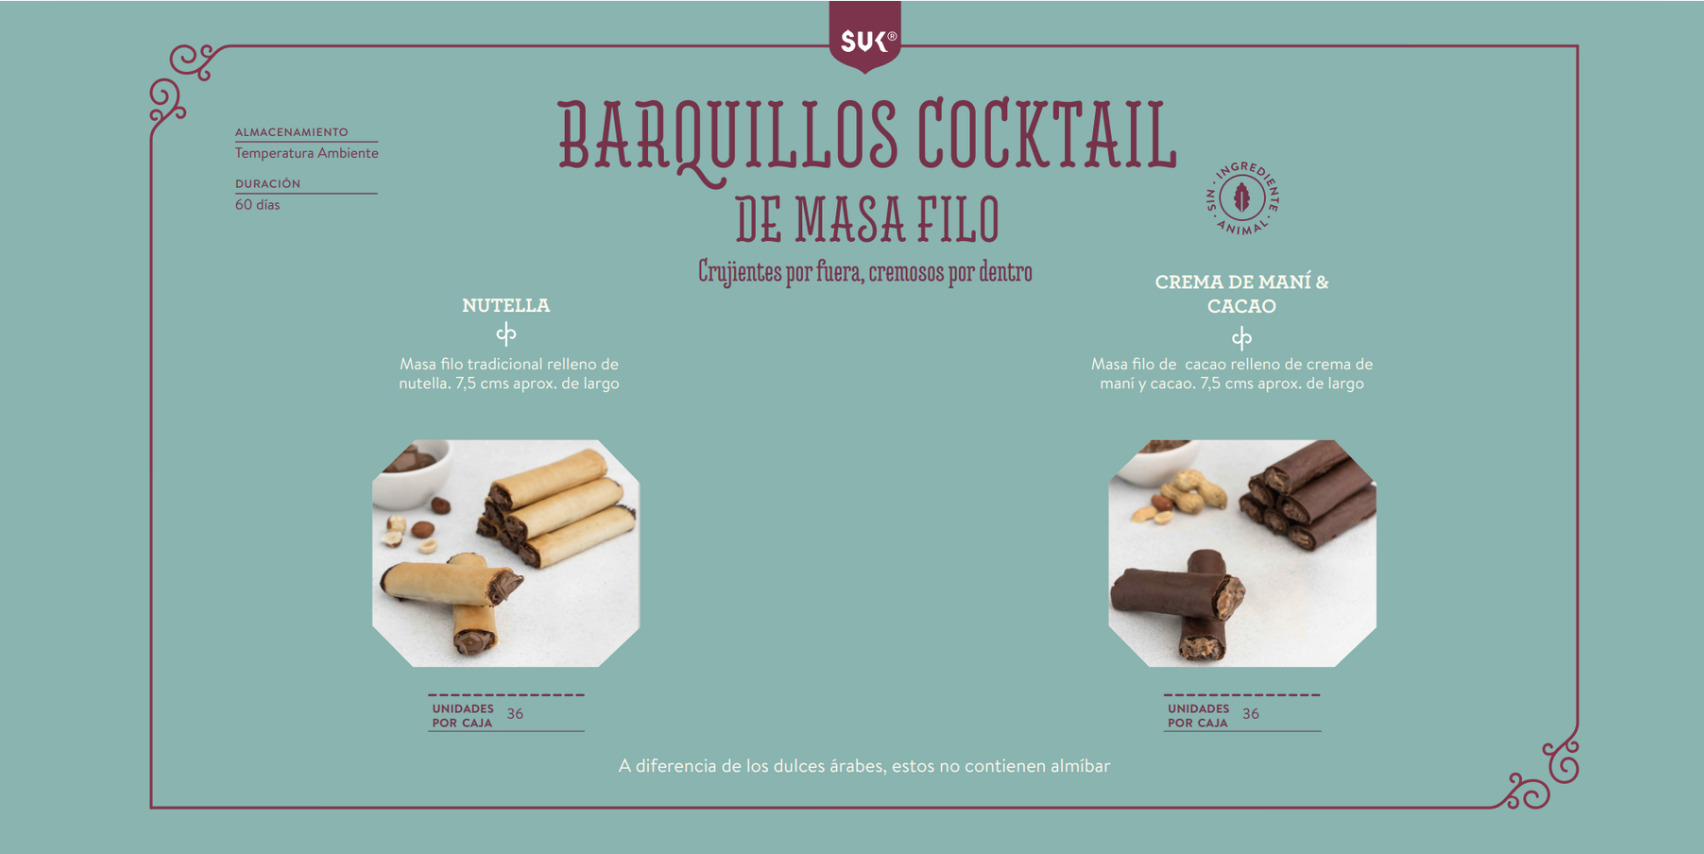 SUK®
ALMACENAMIENTO
Temperatura Ambiente
DURACIÓN
60 días
BARQUILLOS COCKTAIL
DE MASA FILO
Crujientes por fuera, cremosos por dentro
· SIN · INGREDIENTE · ANIMAL
NUTELLA
Masa filo tradicional relleno de
nutella. 7,5 cms aprox. de largo
UNIDADES
POR CAJA 36
CREMA DE MANÍ &
CACAO
Masa filo de cacao relleno de crema de
maní y cacao. 7,5 cms aprox. de largo
UNIDADES
POR CAJA 36
A diferencia de los dulces árabes, estos no contienen almíbar